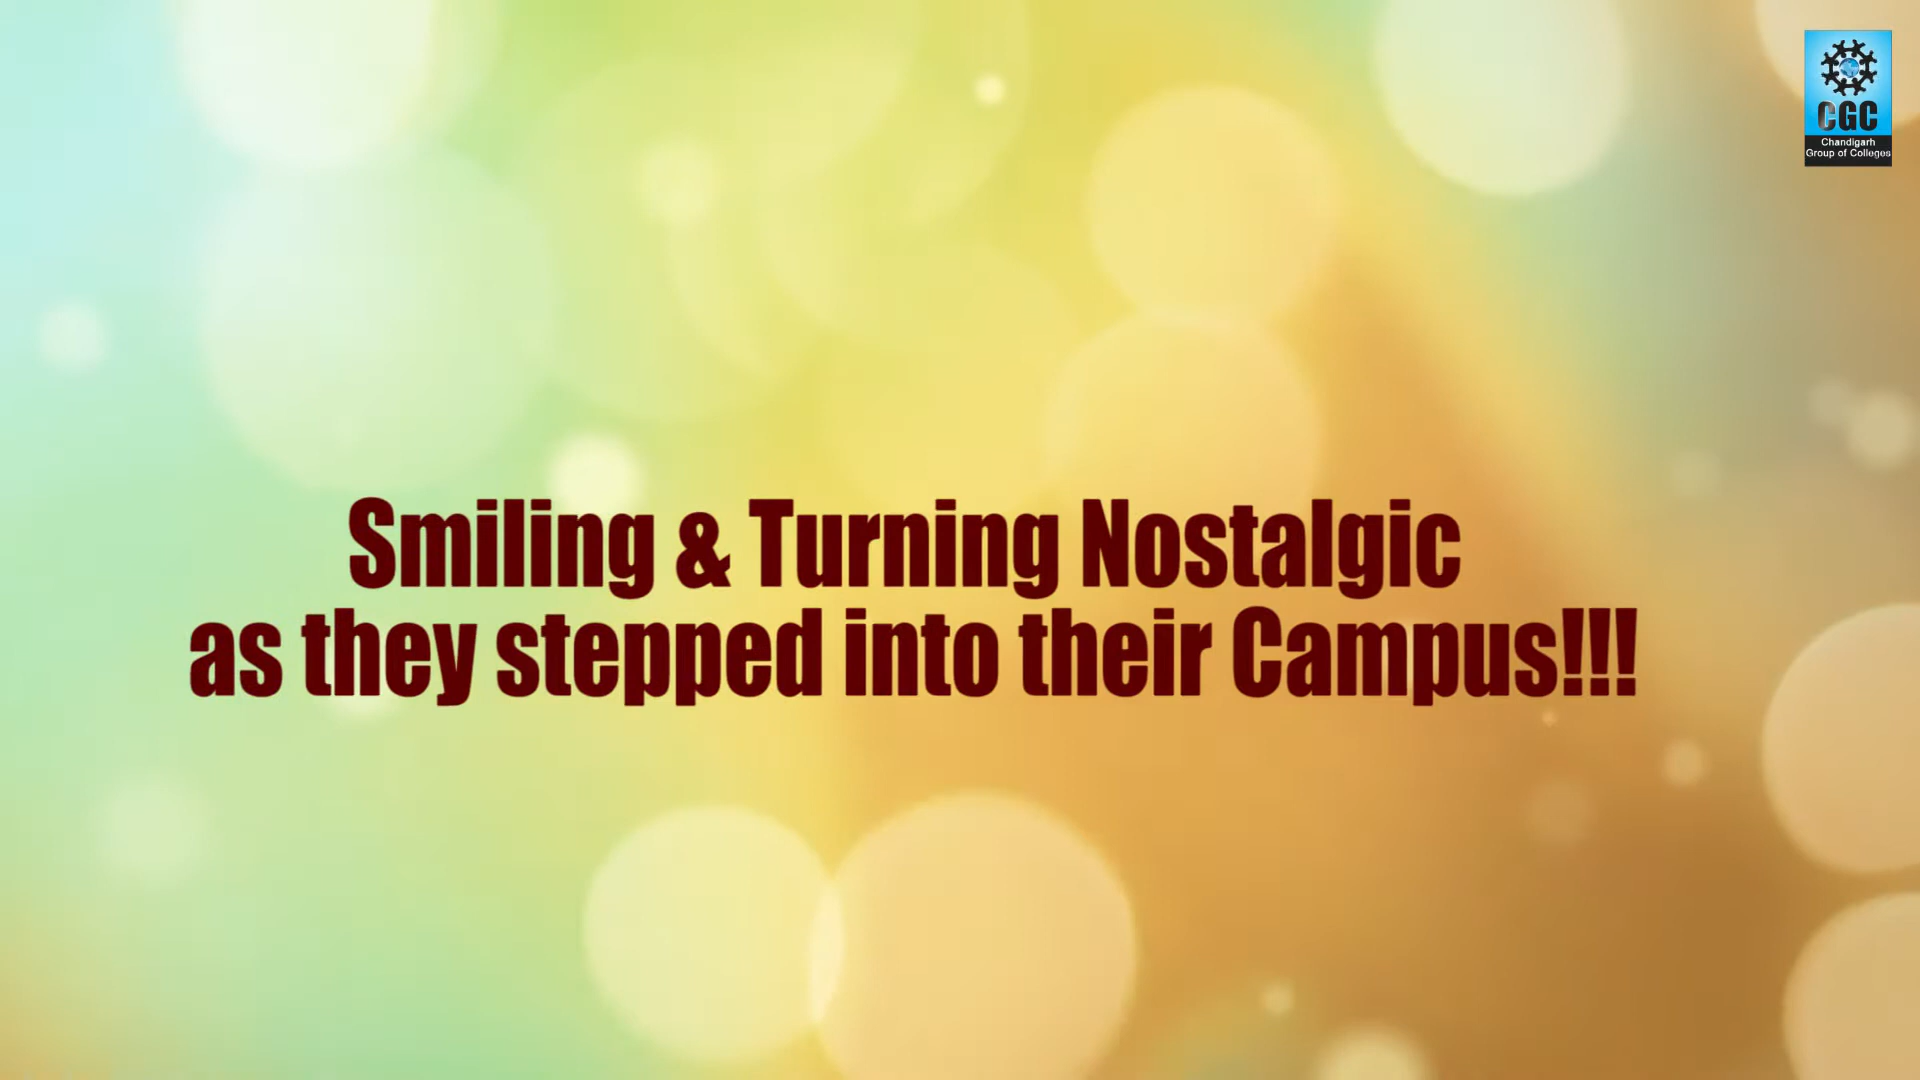 CGC
Chandigarh
Group of Colleges
Smiling & Turning Nostalgic
as they stepped into their Campus!!!